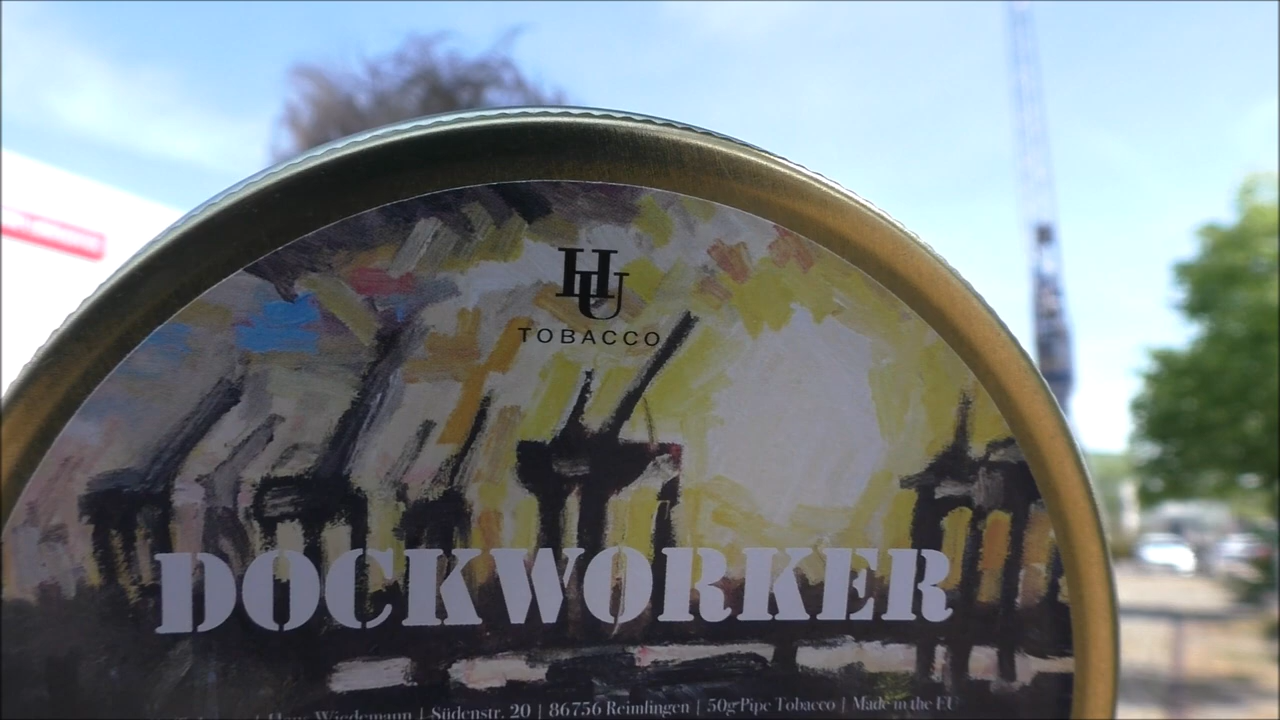 HU
TOBACCO
DOCKWORKER
Hans Wiedemann | Südenstr. 20 | 86756 Reimlingen | 50g Pipe Tobacco | Made in the EU